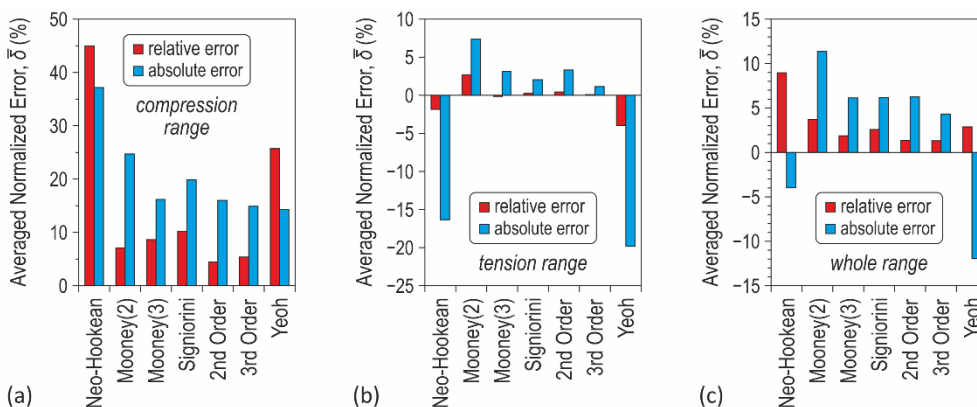 Averaged Normalized Error, δ̄ (%)
50
40
30
20
10
0
relative error
absolute error
compression
range
Neo-Hookean
Mooney(2)
Mooney(3)
Signiorini
2nd Order
3rd Order
Yeoh
(a)
Averaged Normalized Error, δ̄ (%)
10
5
0
−5
−10
−15
−20
−25
relative error
absolute error
tension range
Neo-Hookean
Mooney(2)
Mooney(3)
Signiorini
2nd Order
3rd Order
Yeoh
(b)
Averaged Normalized Error, δ̄ (%)
15
10
5
0
−5
−10
−15
relative error
absolute error
whole range
Neo-Hookean
Mooney(2)
Mooney(3)
Signiorini
2nd Order
3rd Order
Yeoh
(c)